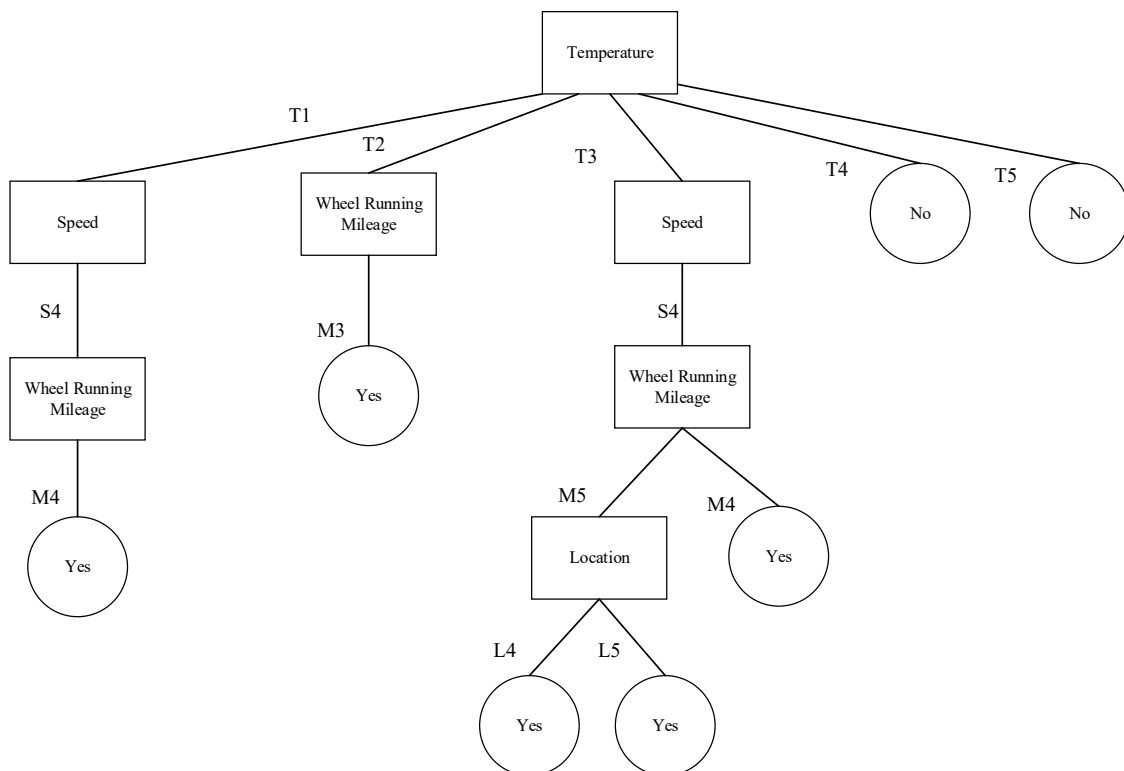 Temperature
T1
T2
T3
T4
T5
Speed
Wheel Running
Mileage
Speed
No
No
S4
M3
S4
Wheel Running
Mileage
Yes
Wheel Running
Mileage
M4
M5
M4
Yes
Location
Yes
L4
L5
Yes
Yes